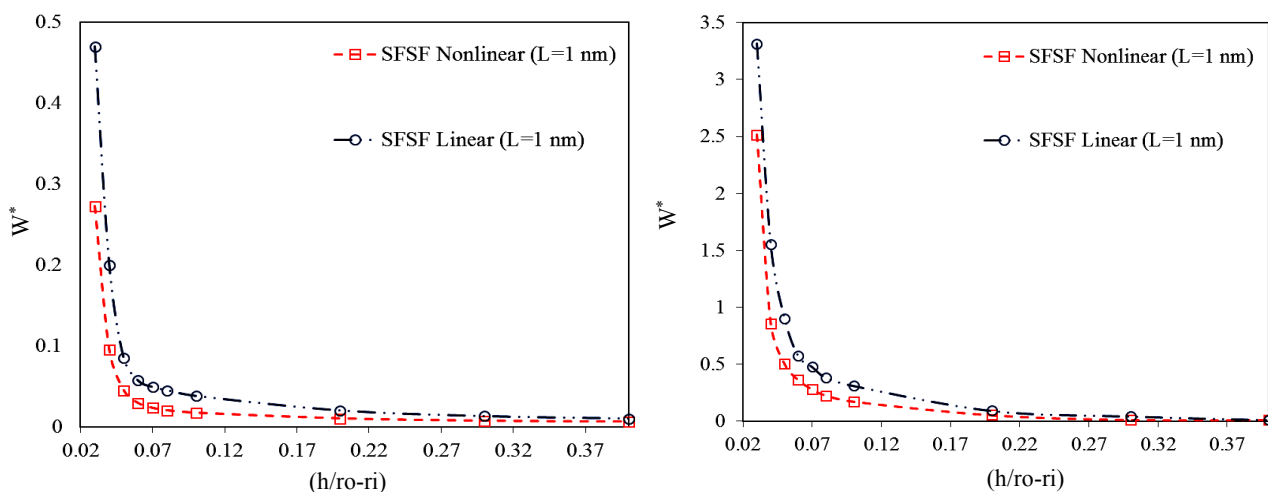 0.5
0.4
0.3
0.2
0.1
0
W*
0.02 0.07 0.12 0.17 0.22 0.27 0.32 0.37
(h/ro-ri)
SFSF Nonlinear (L=1 nm)
SFSF Linear (L=1 nm)
3.5
3
2.5
2
1.5
1
0.5
0
W*
0.02 0.07 0.12 0.17 0.22 0.27 0.32 0.37
(h/ro-ri)
SFSF Nonlinear (L=1 nm)
SFSF Linear (L=1 nm)